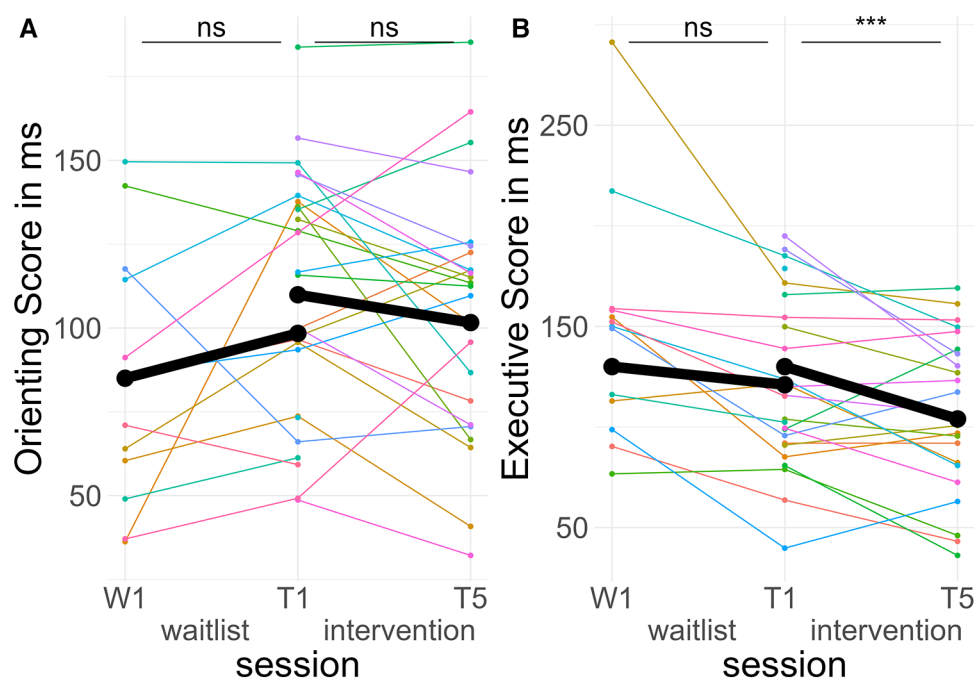 A
ns
ns
Orienting Score in ms
150
100
50
W1
T1
T5
waitlist
intervention
session
B
ns
***
Executive Score in ms
250
150
50
W1
T1
T5
waitlist
intervention
session